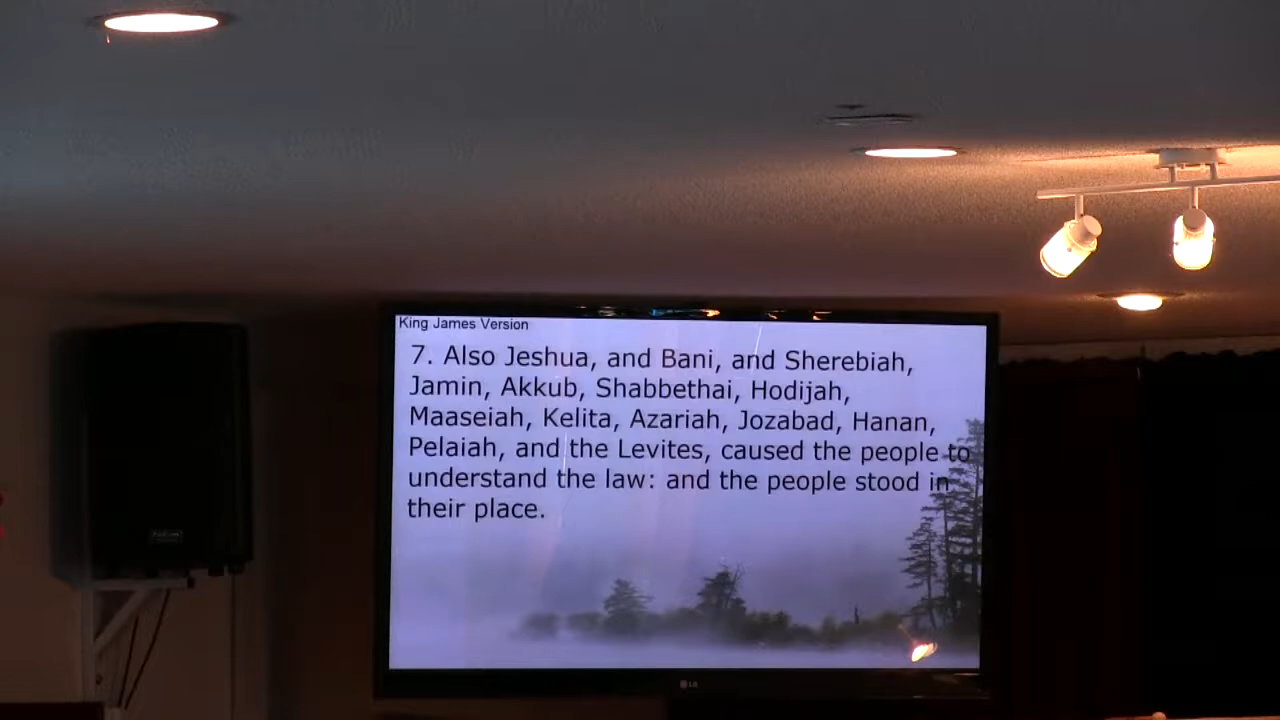 King James Version
7. Also Jeshua, and Bani, and Sherebiah,
Jamin, Akkub, Shabbethai, Hodijah,
Maaseiah, Kelita, Azariah, Jozabad, Hanan,
Pelaiah, and the Levites, caused the people to
understand the law: and the people stood in
their place.
LG